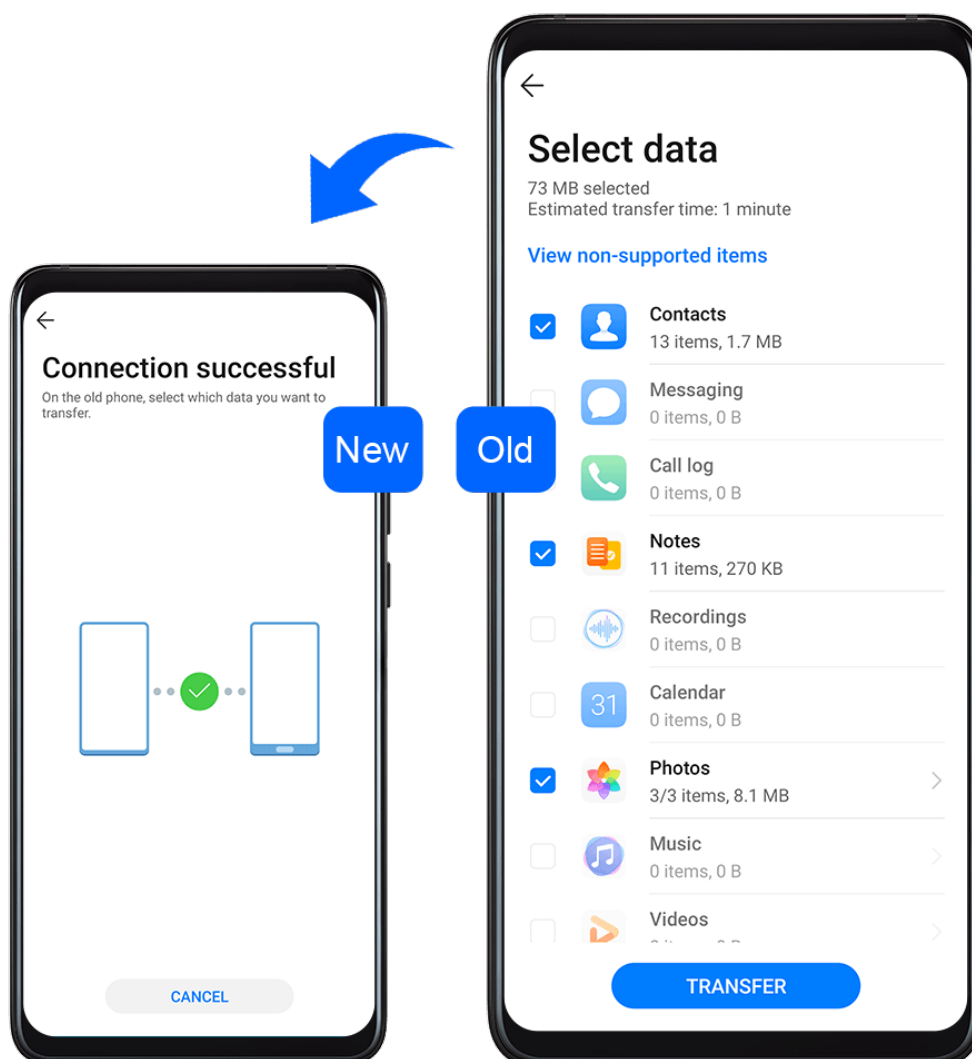 Connection successful
On the old phone, select which data you want to
transfer.
CANCEL
New
Old
Select data
73 MB selected
Estimated transfer time: 1 minute
View non-supported items
Contacts
13 items, 1.7 MB
Messaging
0 items, 0 B
Call log
0 items, 0 B
Notes
11 items, 270 KB
Recordings
0 items, 0 B
31
Calendar
0 items, 0 B
Photos
3/3 items, 8.1 MB
Music
0 items, 0 B
Videos
TRANSFER